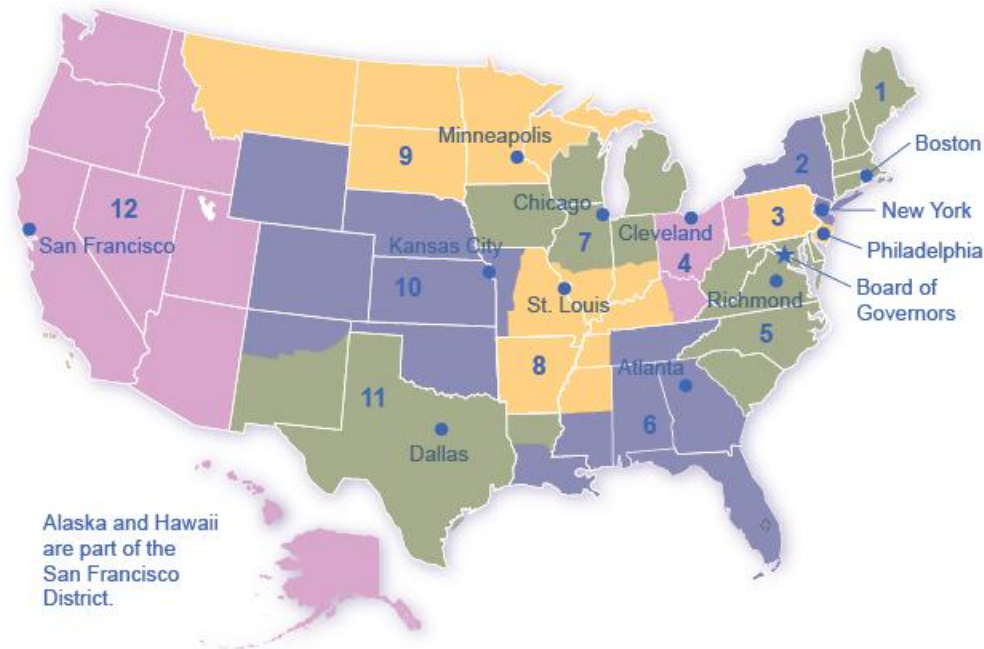 1
Boston
2
Minneapolis
9
New York
12
Chicago
3
San Francisco
7
Cleveland
Philadelphia
Kansas City
4
10
Board of
Governors
St. Louis
Richmond
5
8
Atlanta
11
6
Dallas
Alaska and Hawaii
are part of the
San Francisco
District.